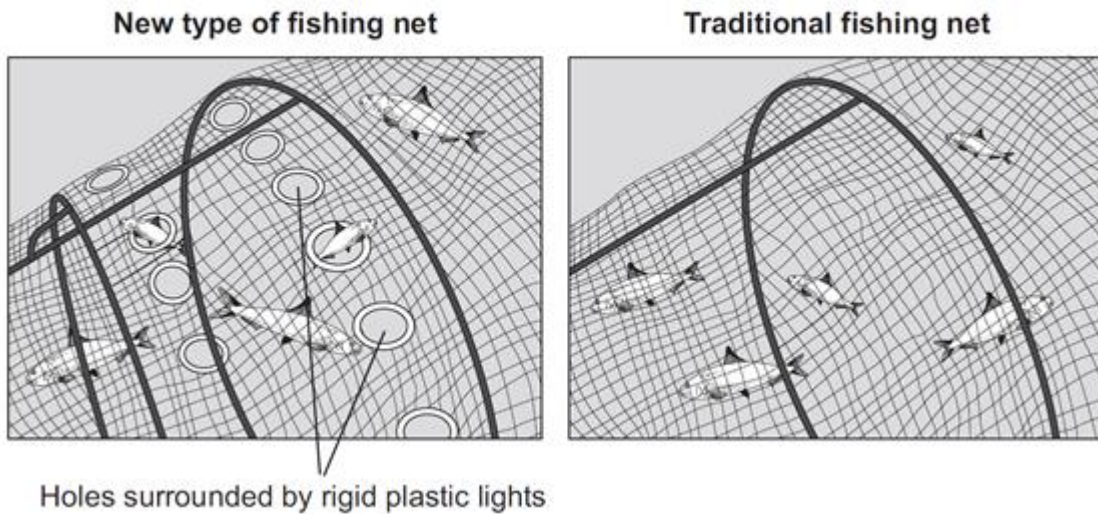 New type of fishing net
Traditional fishing net
Holes surrounded by rigid plastic lights